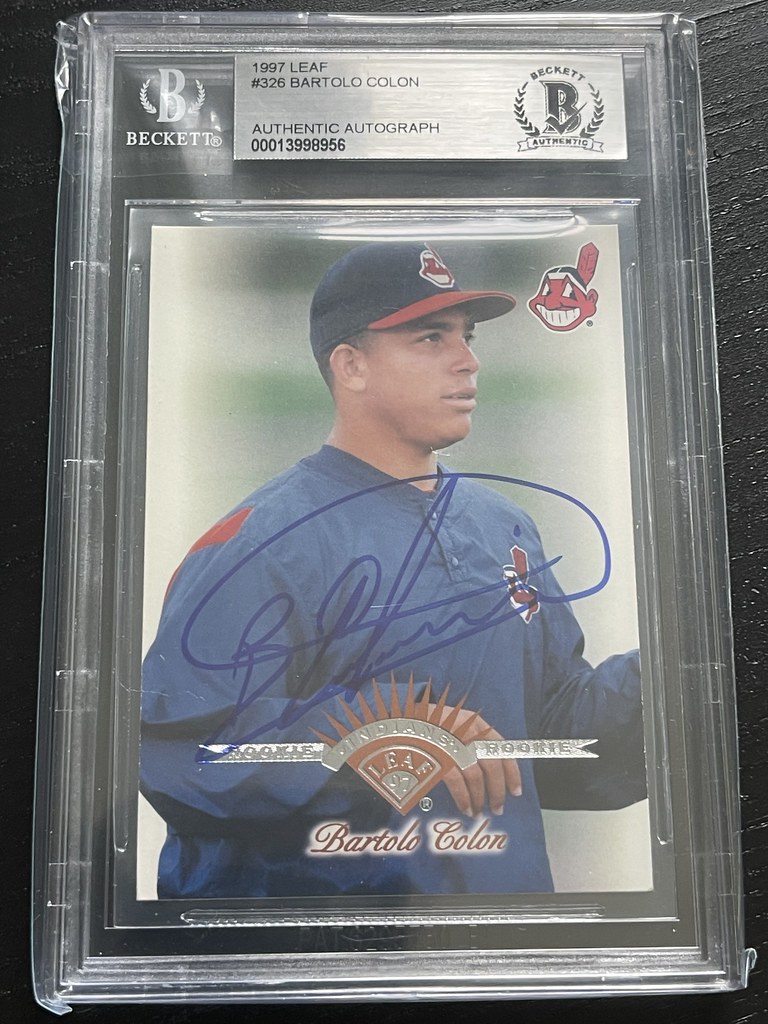 1997 LEAF
#326 BARTOLO COLON
AUTHENTIC AUTOGRAPH
00013998956
B
BECKETT®
BECKETT
B
AUTHENTIC
ROOKIE INDIANS ROOKIE
LEAF
97
®
Bartolo Colon